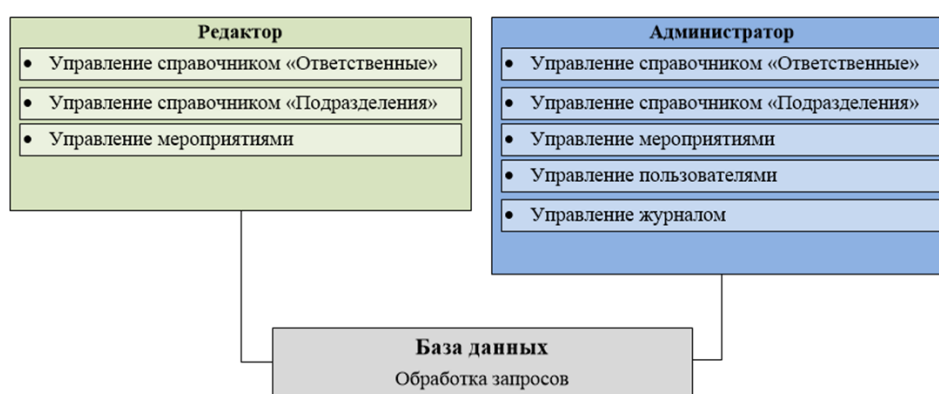 Редактор
• Управление справочником «Ответственные»
• Управление справочником «Подразделения»
• Управление мероприятиями
Администратор
• Управление справочником «Ответственные»
• Управление справочником «Подразделения»
• Управление мероприятиями
• Управление пользователями
• Управление журналом
База данных
Обработка запросов